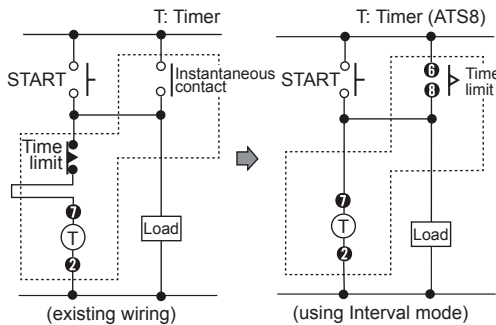 T: Timer
START
Instantaneous
contact
Time
limit
7
T
2
Load
(existing wiring)
T: Timer (ATS8)
START
6
8
Time
limit
7
T
2
Load
(using Interval mode)